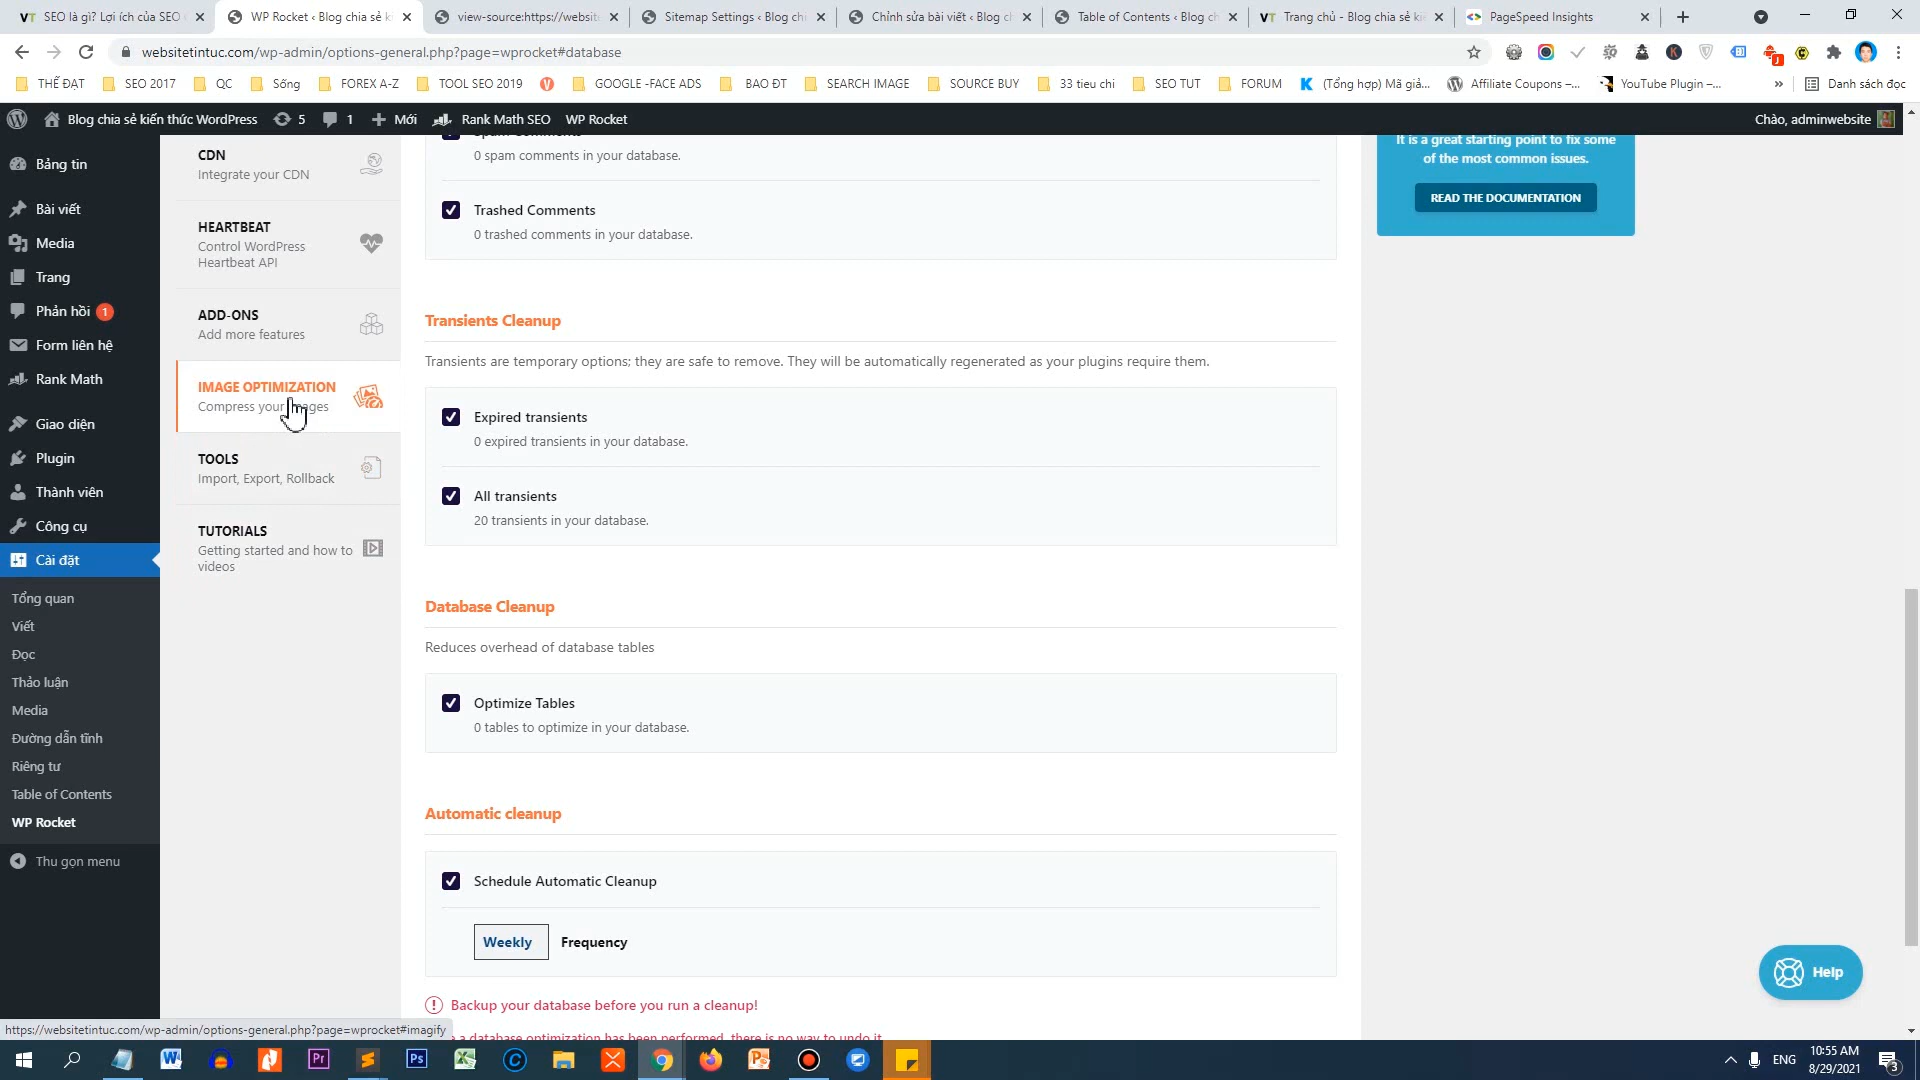 SEO là gì? Lợi ích của SEO
WP Rocket ‹ Blog chia sẻ ki
view-source:https://website
Sitemap Settings ‹ Blog chi
Chỉnh sửa bài viết ‹ Blog c
Table of Contents ‹ Blog ch
Trang chủ - Blog chia sẻ ki
PageSpeed Insights
websitetintuc.com/wp-admin/options-general.php?page=wprocket#database
THẺ ĐẠT
SEO 2017
QC
Sống
FOREX A-Z
TOOL SEO 2019
GOOGLE -FACE ADS
BAO ĐT
SEARCH IMAGE
SOURCE BUY
33 tieu chi
SEO TUT
FORUM
(Tổng hợp) Mã giả...
Affiliate Coupons –...
YouTube Plugin –...
»
Danh sách đọc
Blog chia sẻ kiến thức WordPress
5
1
Mới
Rank Math SEO
WP Rocket
Chào, adminwebsite
Bảng tin
Bài viết
Media
Trang
Phản hồi 1
Form liên hệ
Rank Math
Giao diện
Plugin
Thành viên
Công cụ
Cài đặt
Tổng quan
Viết
Đọc
Thảo luận
Media
Đường dẫn tĩnh
Riêng tư
Table of Contents
WP Rocket
Thu gọn menu
CDN
Integrate your CDN
HEARTBEAT
Control WordPress
Heartbeat API
ADD-ONS
Add more features
IMAGE OPTIMIZATION
Compress your images
TOOLS
Import, Export, Rollback
TUTORIALS
Getting started and how to
videos
Spam Comments
0 spam comments in your database.
Trashed Comments
0 trashed comments in your database.
Transients Cleanup
Transients are temporary options; they are safe to remove. They will be automatically regenerated as your plugins require them.
Expired transients
0 expired transients in your database.
All transients
20 transients in your database.
Database Cleanup
Reduces overhead of database tables
Optimize Tables
0 tables to optimize in your database.
Automatic cleanup
Schedule Automatic Cleanup
Weekly Frequency
Backup your database before you run a cleanup!
a database optimization has been performed, there is no way to undo it.
It is a great starting point to fix some
of the most common issues.
READ THE DOCUMENTATION
Help
https://websitetintuc.com/wp-admin/options-general.php?page=wprocket#imagify
ENG
10:55 AM
8/29/2021
3